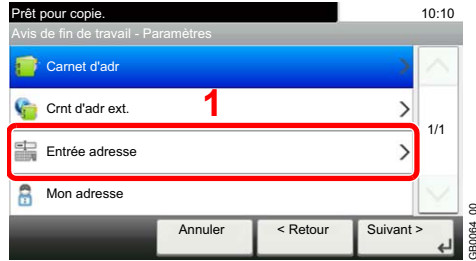 Prêt pour copie.
10:10
Avis de fin de travail - Paramètres
Carnet d'adr
Crnt d'adr ext.
1
1/1
Entrée adresse
Mon adresse
Annuler
< Retour
Suivant >
GB0064_00